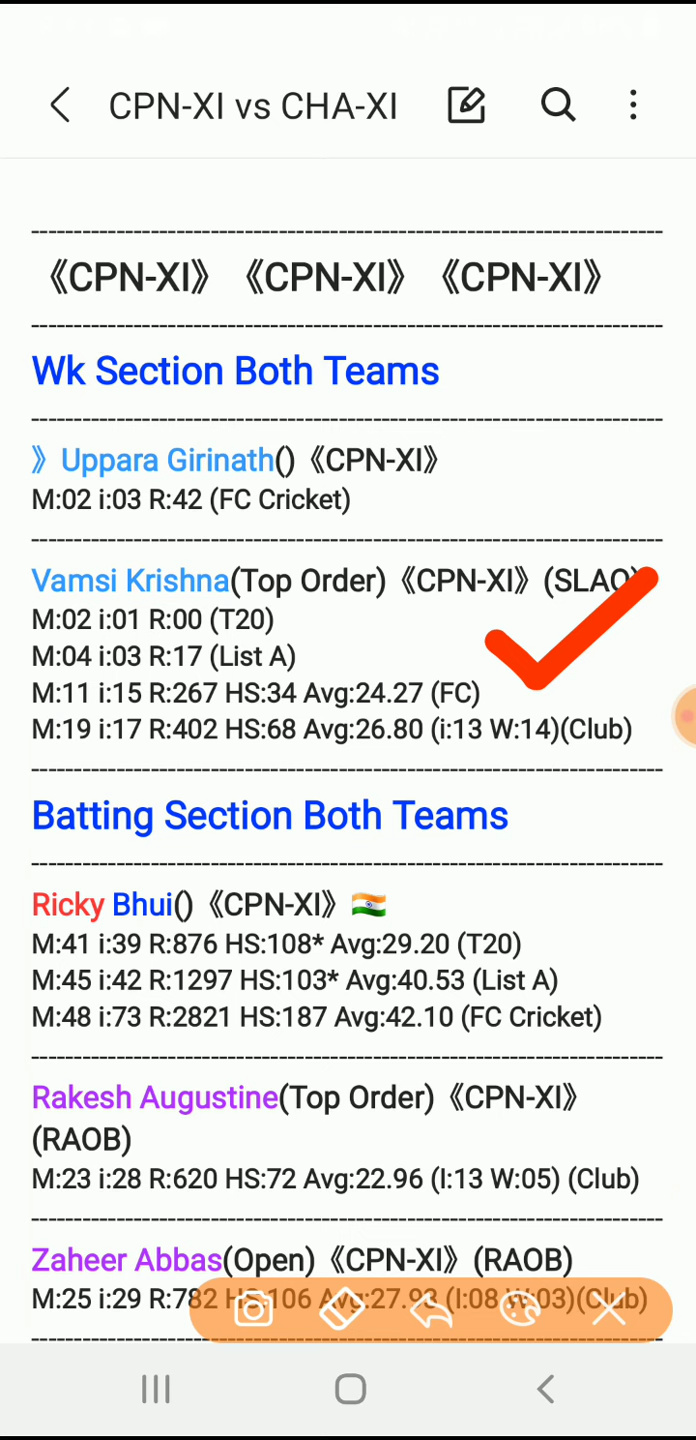 CPN-XI vs CHA-XI
《CPN-XI》 《CPN-XI》 《CPN-XI》
Wk Section Both Teams
》Uppara Girinath()《CPN-XI》
M:02 i:03 R:42 (FC Cricket)
Vamsi Krishna(Top Order)《CPN-XI》(SLAO)
M:02 i:01 R:00 (T20)
M:04 i:03 R:17 (List A)
M:11 i:15 R:267 HS:34 Avg:24.27 (FC)
M:19 i:17 R:402 HS:68 Avg:26.80 (i:13 W:14)(Club)
Batting Section Both Teams
Ricky Bhui()《CPN-XI》🇮🇳
M:41 i:39 R:876 HS:108* Avg:29.20 (T20)
M:45 i:42 R:1297 HS:103* Avg:40.53 (List A)
M:48 i:73 R:2821 HS:187 Avg:42.10 (FC Cricket)
Rakesh Augustine(Top Order)《CPN-XI》
(RAOB)
M:23 i:28 R:620 HS:72 Avg:22.96 (I:13 W:05) (Club)
Zaheer Abbas(Open)《CPN-XI》(RAOB)
M:25 i:29 R:782 HS:106 Avg:27.93 (I:08 W:03)(Club)